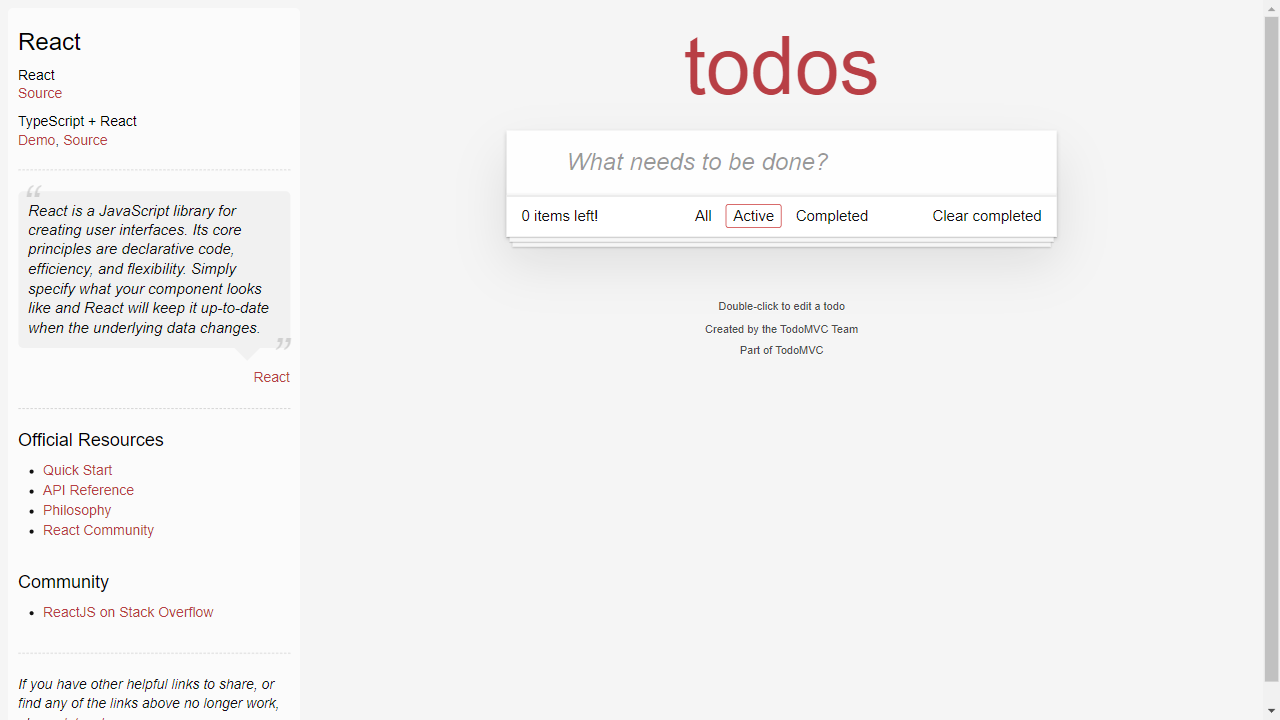 React
React
Source
TypeScript + React
Demo, Source
“
React is a JavaScript library for
creating user interfaces. Its core
principles are declarative code,
efficiency, and flexibility. Simply
specify what your component looks
like and React will keep it up-to-date
when the underlying data changes.
”
React
Official Resources
• Quick Start
• API Reference
• Philosophy
• React Community
Community
• ReactJS on Stack Overflow
If you have other helpful links to share, or
find any of the links above no longer work,
todos
What needs to be done?
0 items left! All Active Completed Clear completed
Double-click to edit a todo
Created by the TodoMVC Team
Part of TodoMVC